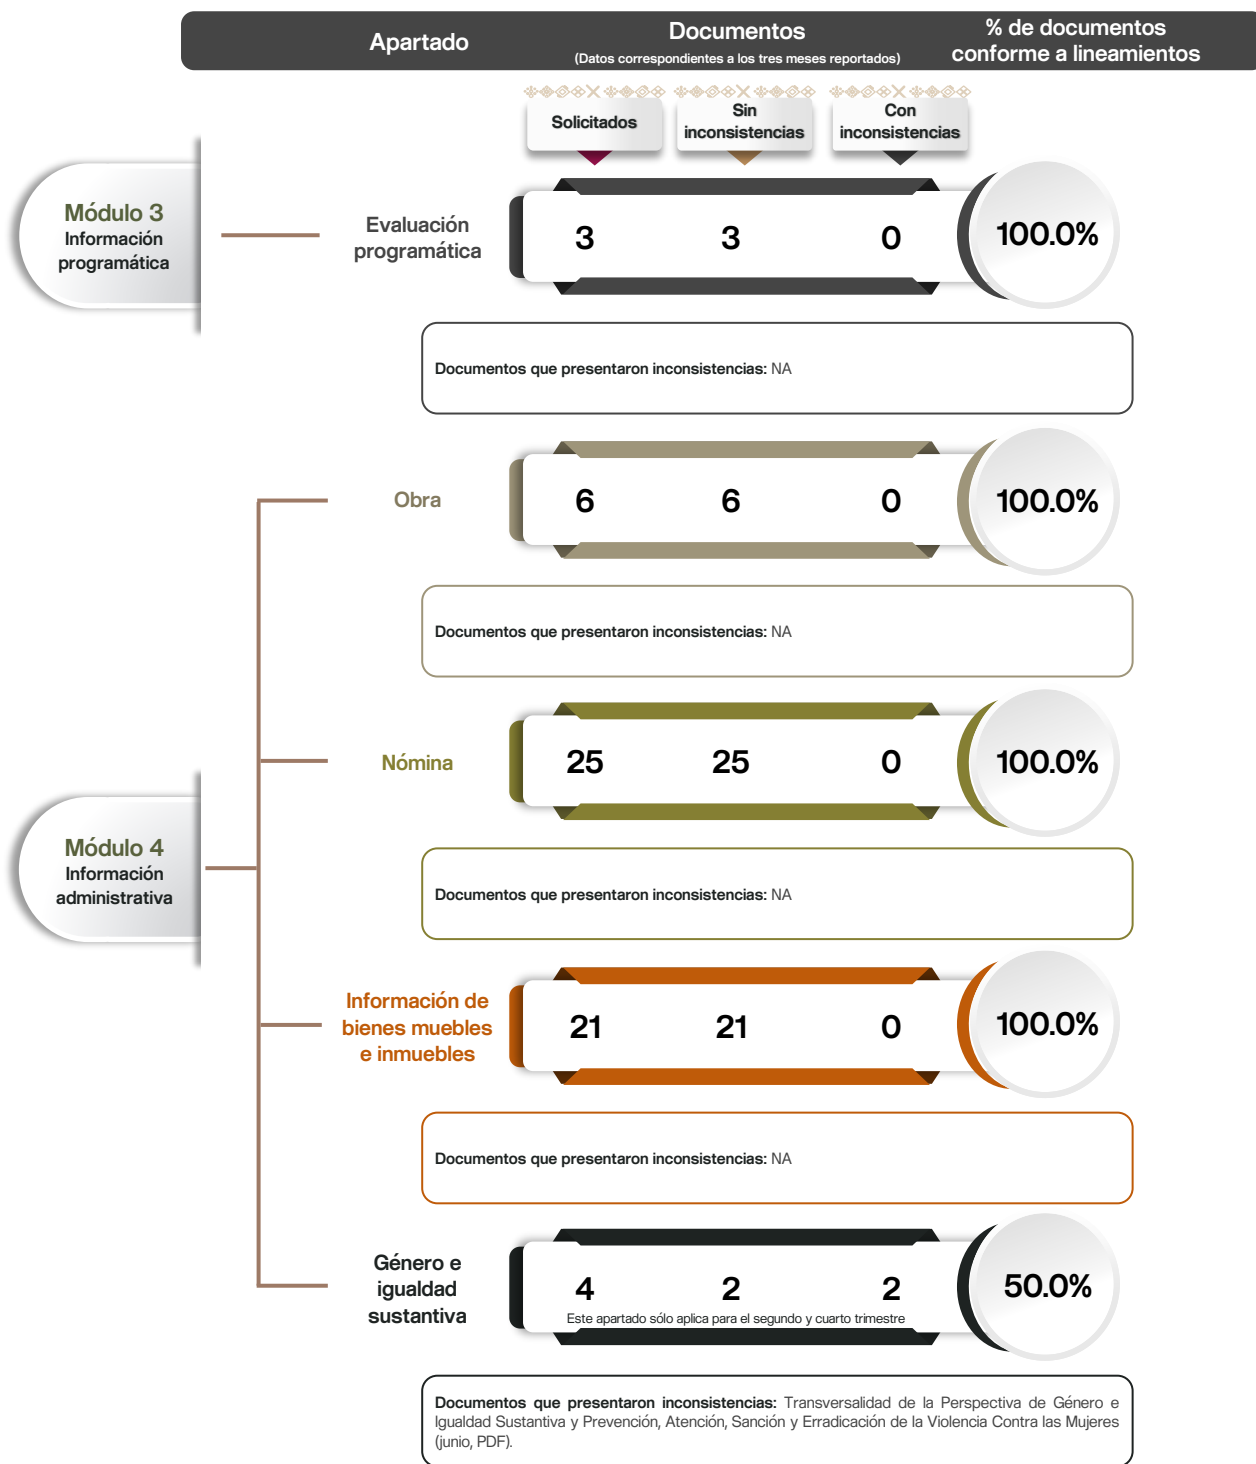 Apartado
Documentos
(Datos correspondientes a los tres meses reportados)
% de documentos
conforme a lineamientos
Solicitados
Sin
inconsistencias
Con
inconsistencias
Módulo 3
Información
programática
Evaluación
programática
3 3 0 100.0%
Documentos que presentaron inconsistencias: NA
Obra
6 6 0 100.0%
Documentos que presentaron inconsistencias: NA
Nómina
25 25 0 100.0%
Módulo 4
Información
administrativa
Documentos que presentaron inconsistencias: NA
Información de
bienes muebles
e inmuebles
21 21 0 100.0%
Documentos que presentaron inconsistencias: NA
Género e
igualdad
sustantiva
4 2 2 50.0%
Este apartado sólo aplica para el segundo y cuarto trimestre
Documentos que presentaron inconsistencias: Transversalidad de la Perspectiva de Género e
Igualdad Sustantiva y Prevención, Atención, Sanción y Erradicación de la Violencia Contra las Mujeres
(junio, PDF).